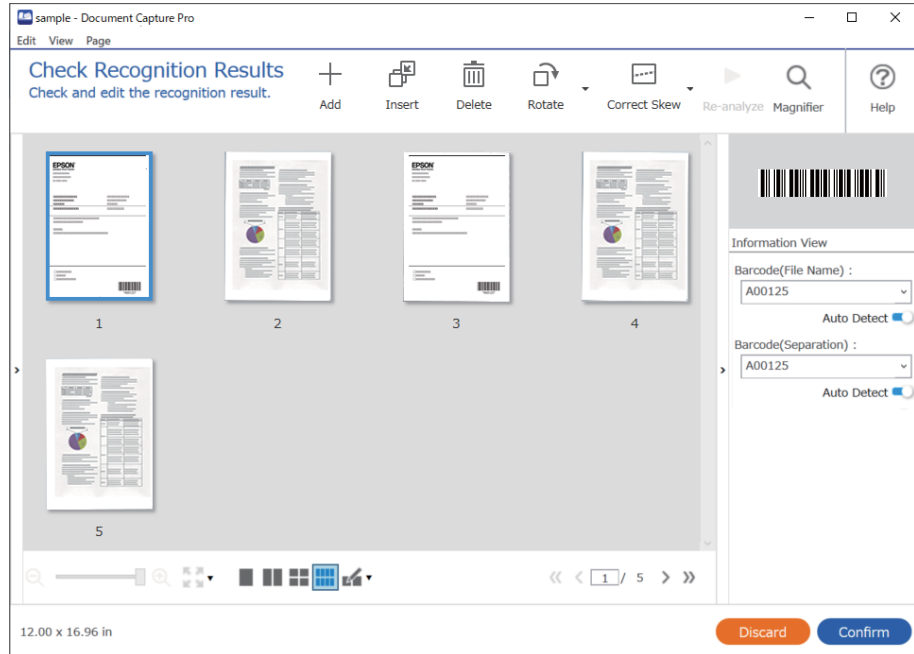 sample - Document Capture Pro
Edit View Page
Check Recognition Results
Check and edit the recognition result.
Add Insert Delete Rotate Correct Skew Re-analyze Magnifier Help
EPSON
EPSON
1 2 3 4
5
Information View
Barcode(File Name) :
A00125
Auto Detect
Barcode(Separation) :
A00125
Auto Detect
1 / 5
12.00 x 16.96 in
Discard Confirm